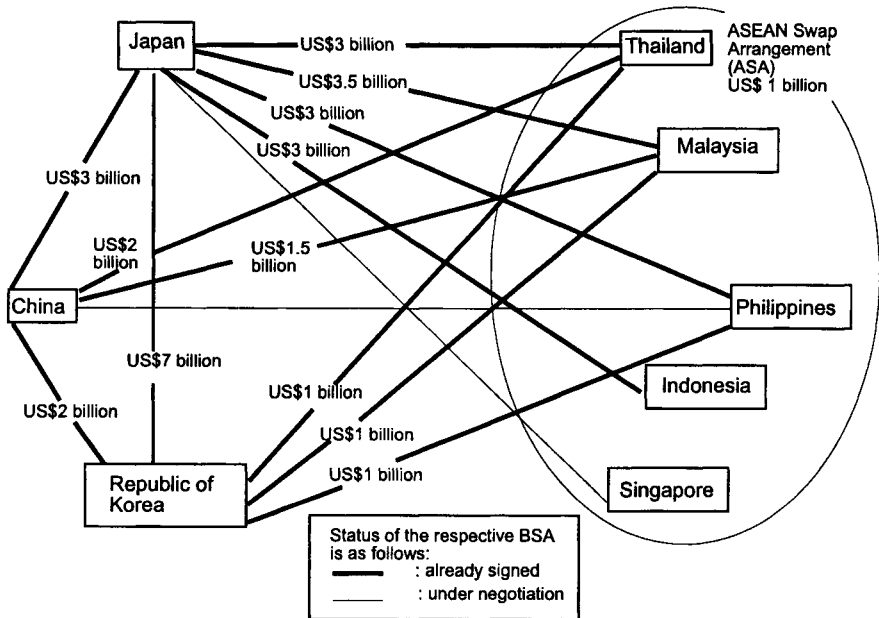 Japan
US$3 billion
Thailand
ASEAN Swap
Arrangement
(ASA)
US$ 1 billion
US$3.5 billion
US$3 billion
US$3 billion
Malaysia
US$3 billion
US$2
billion
US$1.5
billion
China
Philippines
US$7 billion
Indonesia
US$1 billion
US$2 billion
US$1 billion
US$1 billion
Republic of
Korea
Singapore
Status of the respective BSA
is as follows:
: already signed
: under negotiation